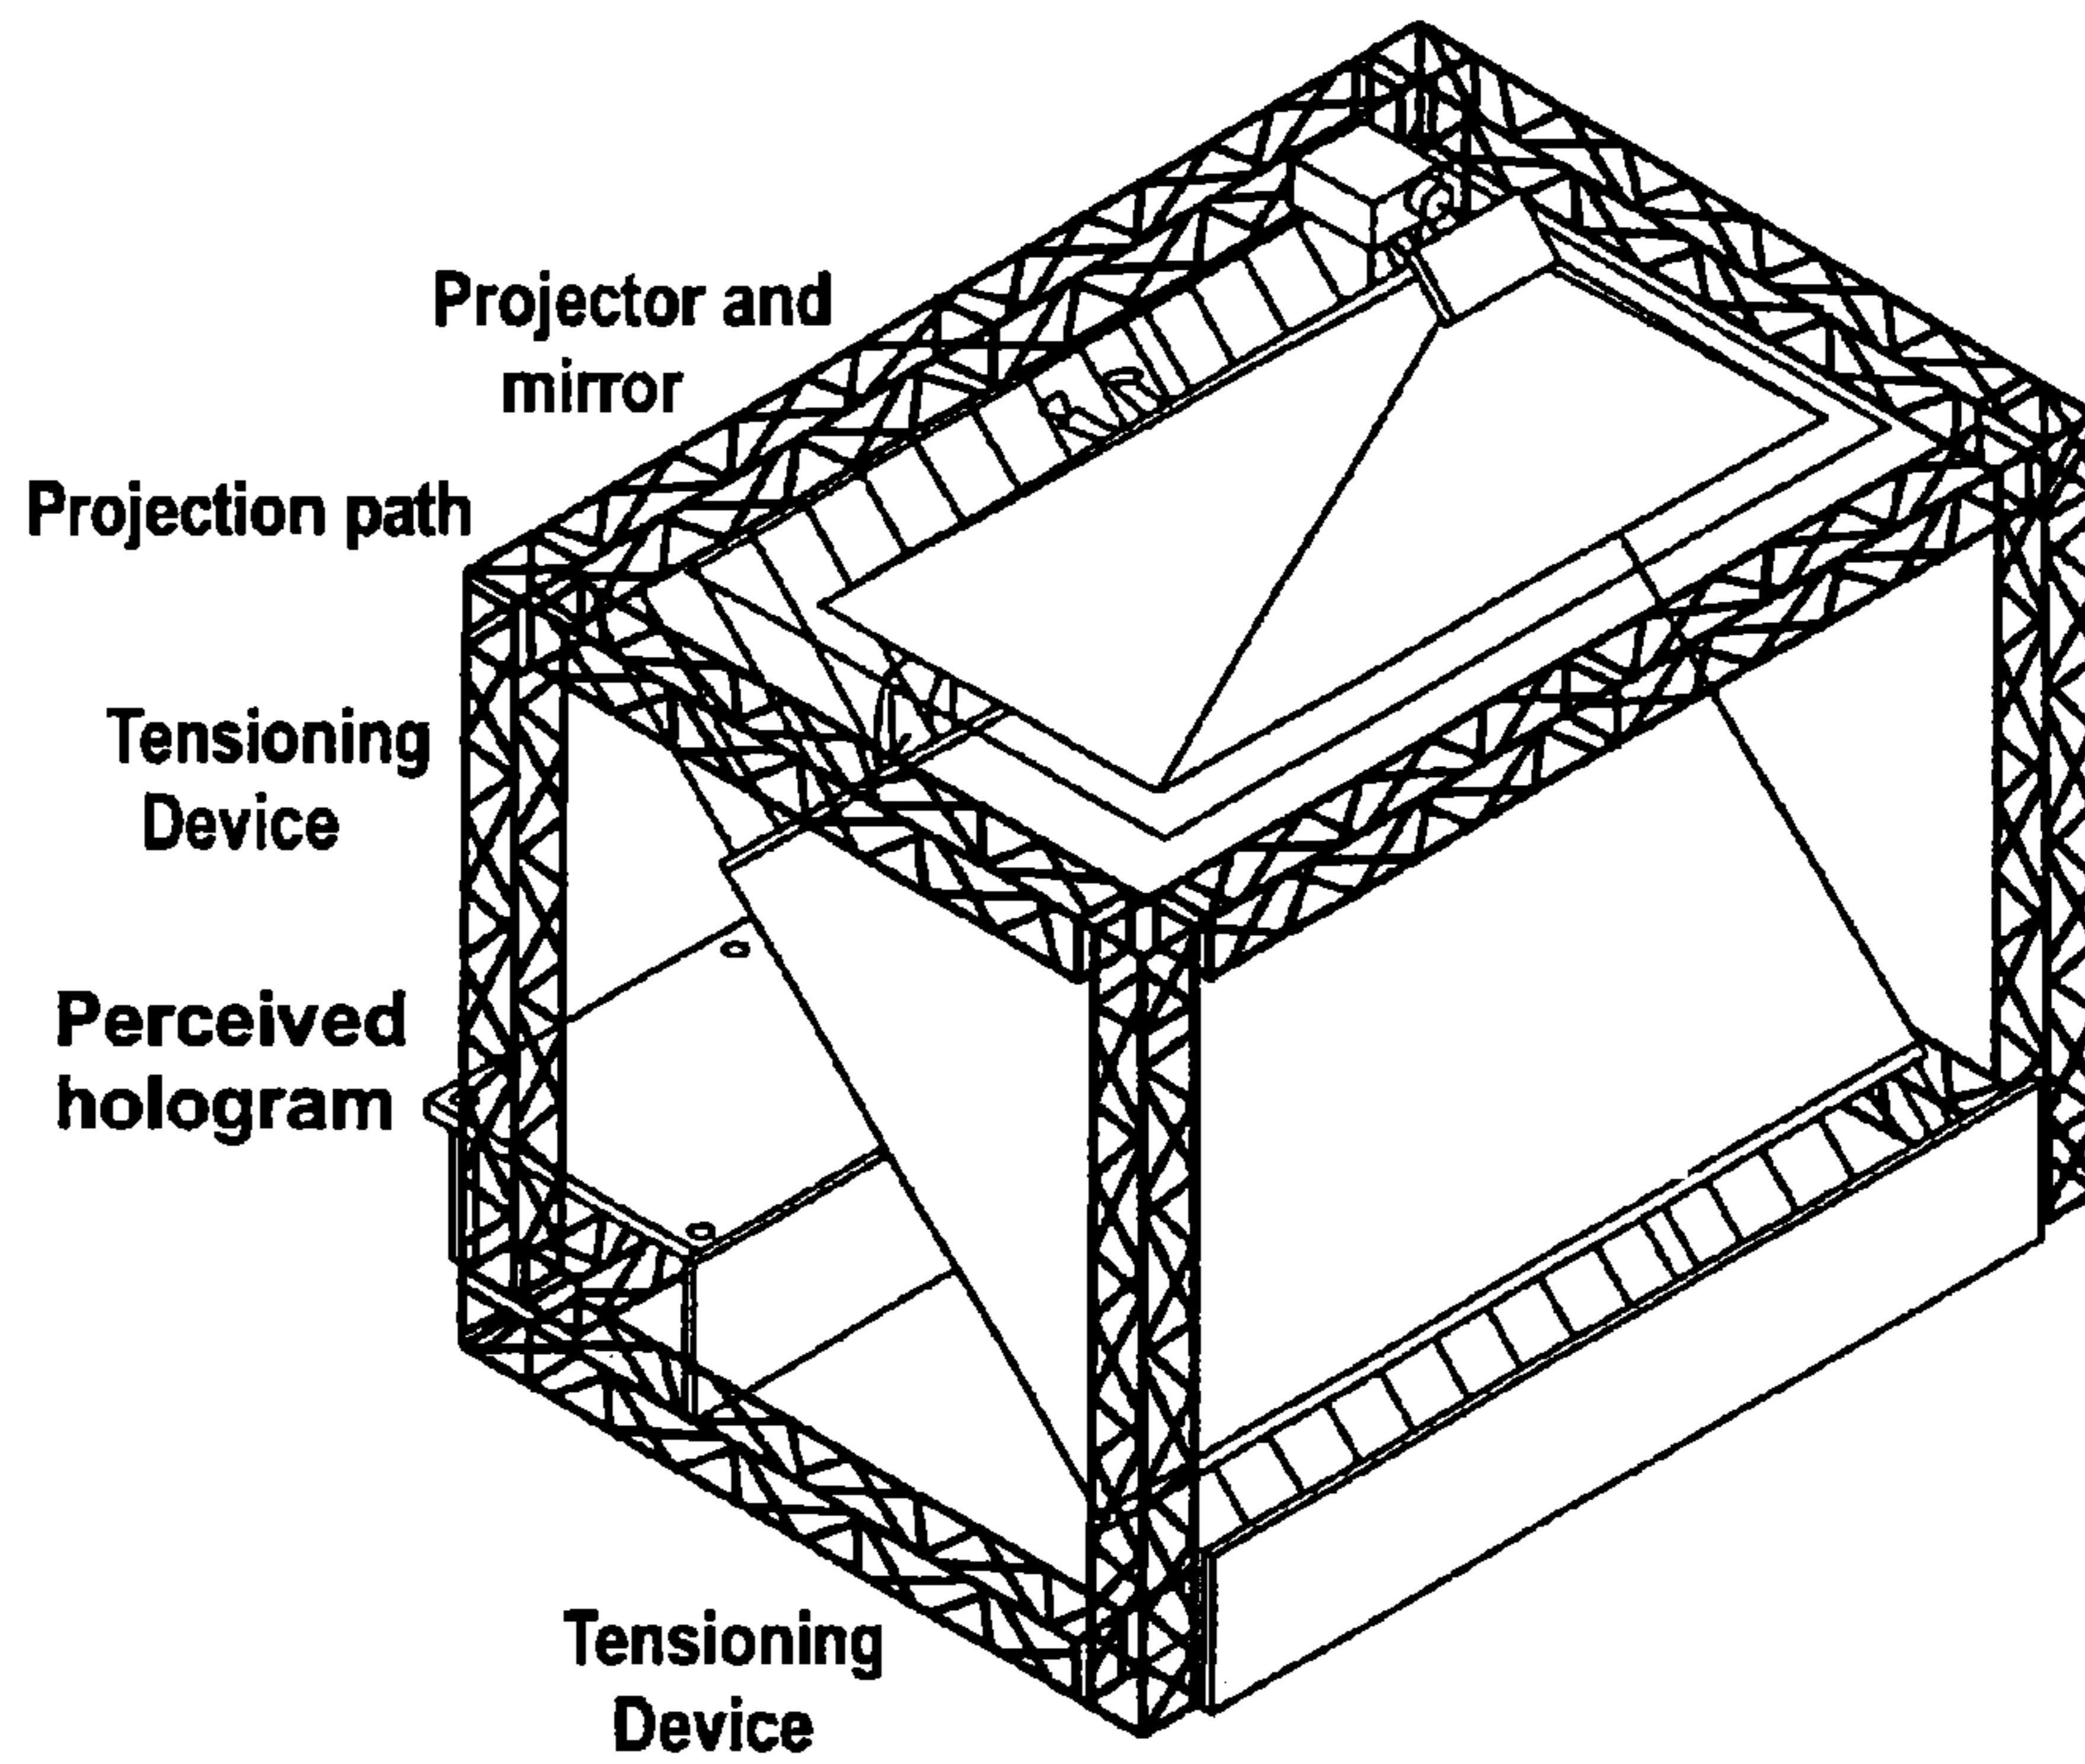 Projector and
mirror
Projection path
Tensioning
Device
Perceived
hologram
Tensioning
Device